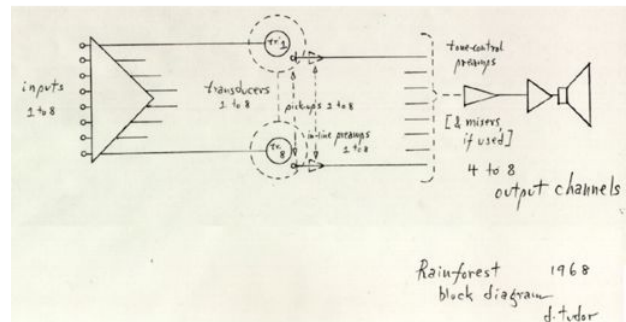 inputs
1 to 8
tr. 1
transducers
1 to 8
pickups 1 to 8
in-line preamps
1 to 8
tr. 8
tone-control
preamps
[& mixers
if used]
4 to 8
output channels
Rainforest 1968
block diagram
d. tudor